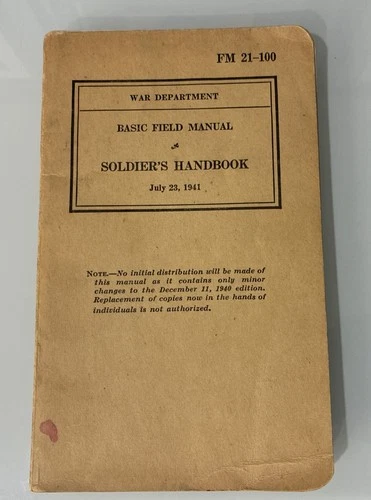 FM 21–100
WAR DEPARTMENT
BASIC FIELD MANUAL
SOLDIER'S HANDBOOK
July 23, 1941
NOTE.—No initial distribution will be made of
this manual as it contains only minor
changes to the December 11, 1940 edition.
Replacement of copies now in the hands of
individuals is not authorized.